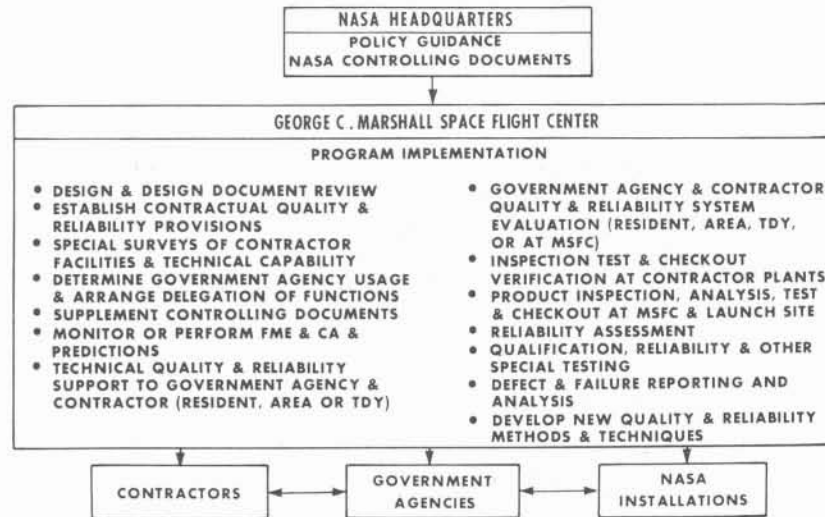 NASA HEADQUARTERS
POLICY GUIDANCE
NASA CONTROLLING DOCUMENTS
GEORGE C. MARSHALL SPACE FLIGHT CENTER
PROGRAM IMPLEMENTATION
• DESIGN & DESIGN DOCUMENT REVIEW
• ESTABLISH CONTRACTUAL QUALITY &
RELIABILITY PROVISIONS
• SPECIAL SURVEYS OF CONTRACTOR
FACILITIES & TECHNICAL CAPABILITY
• DETERMINE GOVERNMENT AGENCY USAGE
& ARRANGE DELEGATION OF FUNCTIONS
• SUPPLEMENT CONTROLLING DOCUMENTS
• MONITOR OR PERFORM FME & CA &
PREDICTIONS
• TECHNICAL QUALITY & RELIABILITY
SUPPORT TO GOVERNMENT AGENCY &
CONTRACTOR (RESIDENT, AREA OR TDY)
• GOVERNMENT AGENCY & CONTRACTOR
QUALITY & RELIABILITY SYSTEM
EVALUATION (RESIDENT, AREA, TDY,
OR AT MSFC)
• INSPECTION TEST & CHECKOUT
VERIFICATION AT CONTRACTOR PLANTS
• PRODUCT INSPECTION, ANALYSIS, TEST
& CHECKOUT AT MSFC & LAUNCH SITE
• RELIABILITY ASSESSMENT
• QUALIFICATION, RELIABILITY & OTHER
SPECIAL TESTING
• DEFECT & FAILURE REPORTING AND
ANALYSIS
• DEVELOP NEW QUALITY & RELIABILITY
METHODS & TECHNIQUES
CONTRACTORS
GOVERNMENT
AGENCIES
NASA
INSTALLATIONS